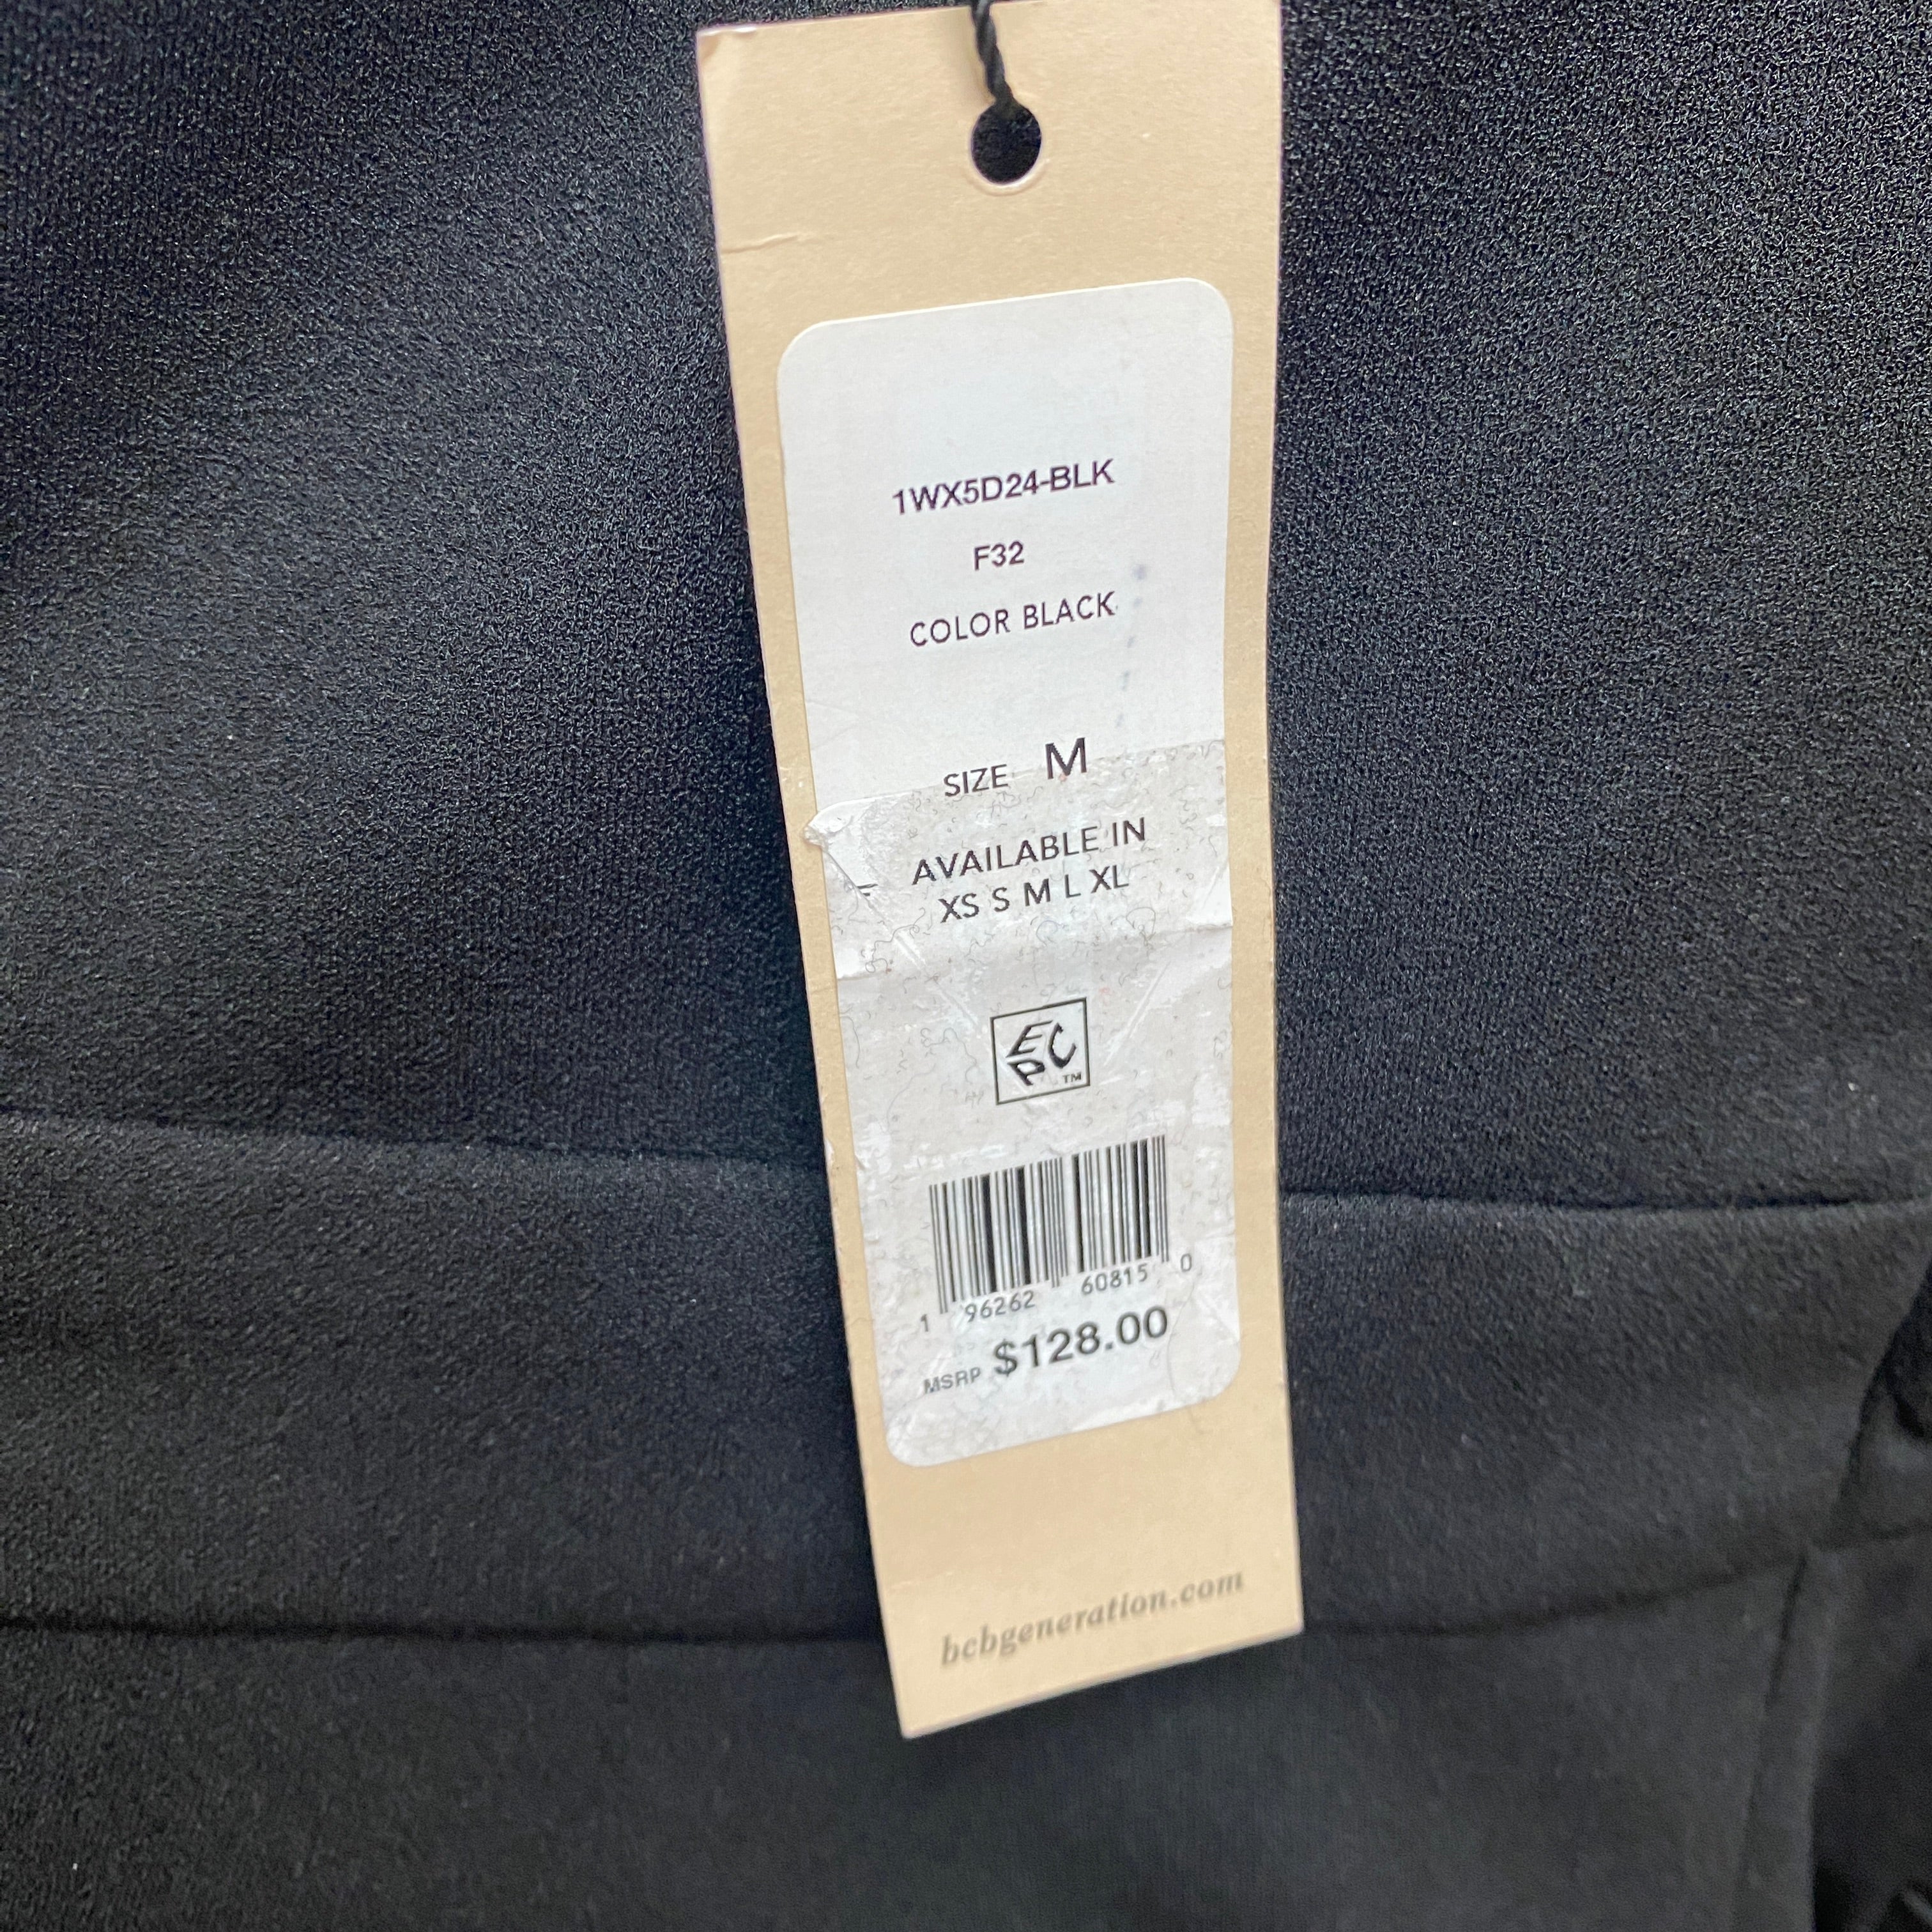 1WX5D24-BLK
F32
COLOR BLACK
SIZE M
AVAILABLE IN
XS S M L XL
EPC™
1 96262 60815 0
MSRP $128.00
bcbgeneration.com